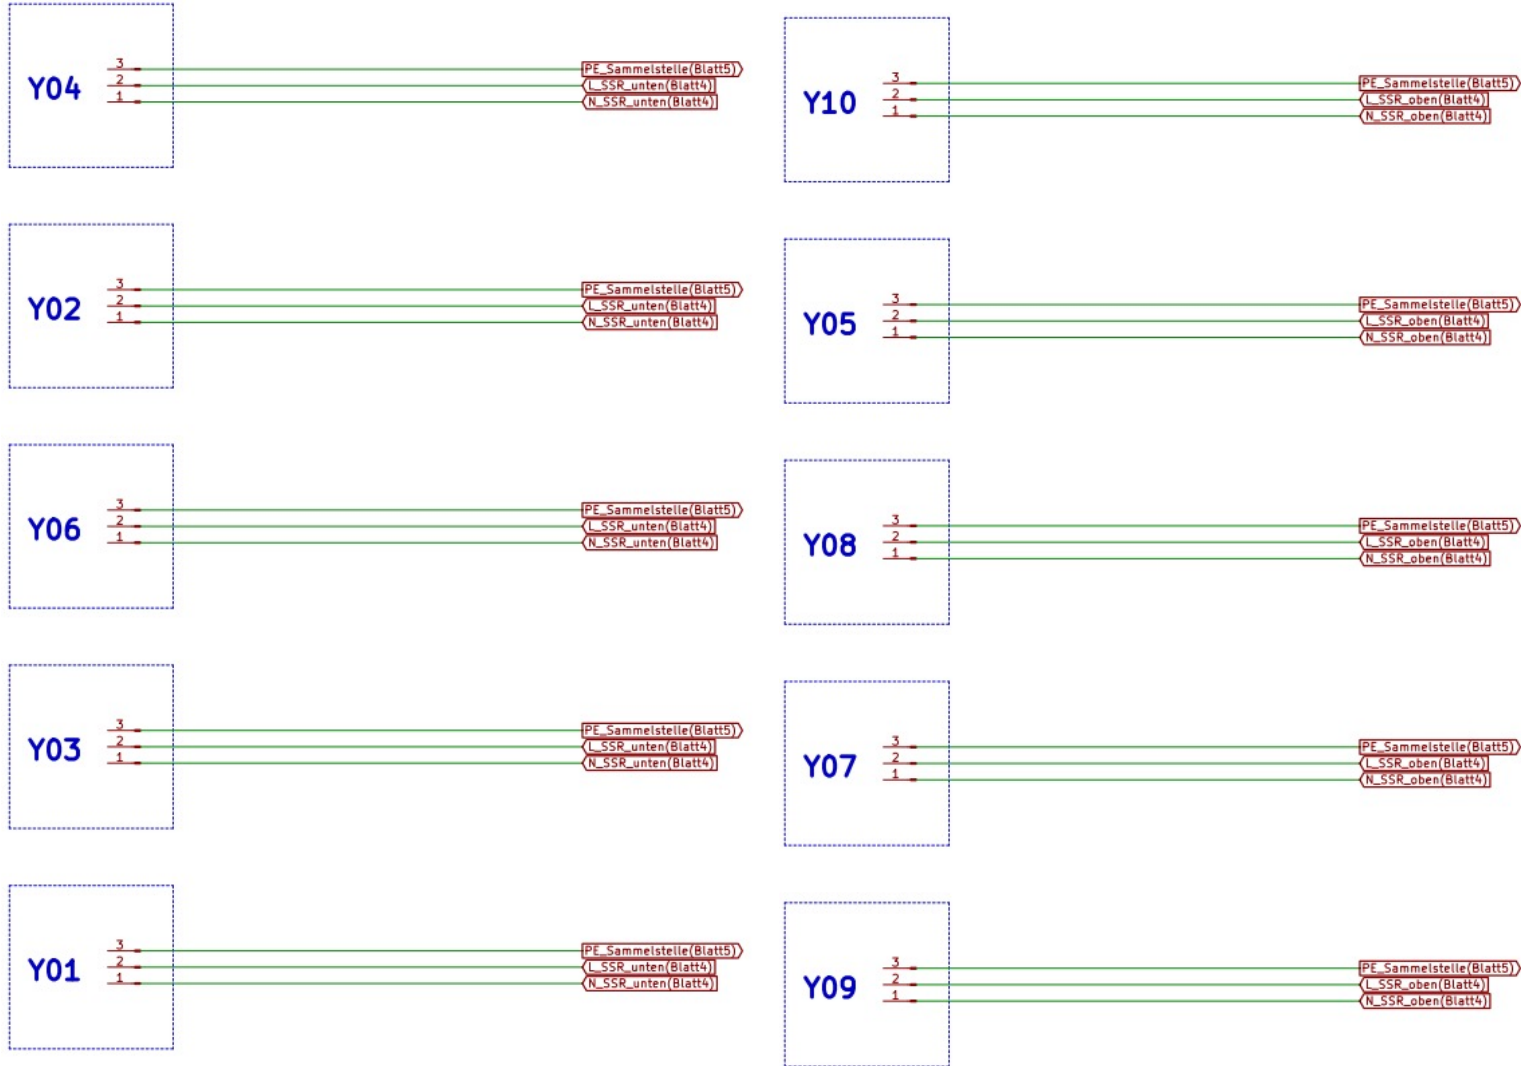 Y04
3 PE_Sammelstelle(Blatt5)
2 L_SSR_unten(Blatt4)
1 N_SSR_unten(Blatt4)
Y02
3 PE_Sammelstelle(Blatt5)
2 L_SSR_unten(Blatt4)
1 N_SSR_unten(Blatt4)
Y06
3 PE_Sammelstelle(Blatt5)
2 L_SSR_unten(Blatt4)
1 N_SSR_unten(Blatt4)
Y03
3 PE_Sammelstelle(Blatt5)
2 L_SSR_unten(Blatt4)
1 N_SSR_unten(Blatt4)
Y01
3 PE_Sammelstelle(Blatt5)
2 L_SSR_unten(Blatt4)
1 N_SSR_unten(Blatt4)
Y10
3 PE_Sammelstelle(Blatt5)
2 L_SSR_oben(Blatt4)
1 N_SSR_oben(Blatt4)
Y05
3 PE_Sammelstelle(Blatt5)
2 L_SSR_oben(Blatt4)
1 N_SSR_oben(Blatt4)
Y08
3 PE_Sammelstelle(Blatt5)
2 L_SSR_oben(Blatt4)
1 N_SSR_oben(Blatt4)
Y07
3 PE_Sammelstelle(Blatt5)
2 L_SSR_oben(Blatt4)
1 N_SSR_oben(Blatt4)
Y09
3 PE_Sammelstelle(Blatt5)
2 L_SSR_oben(Blatt4)
1 N_SSR_oben(Blatt4)